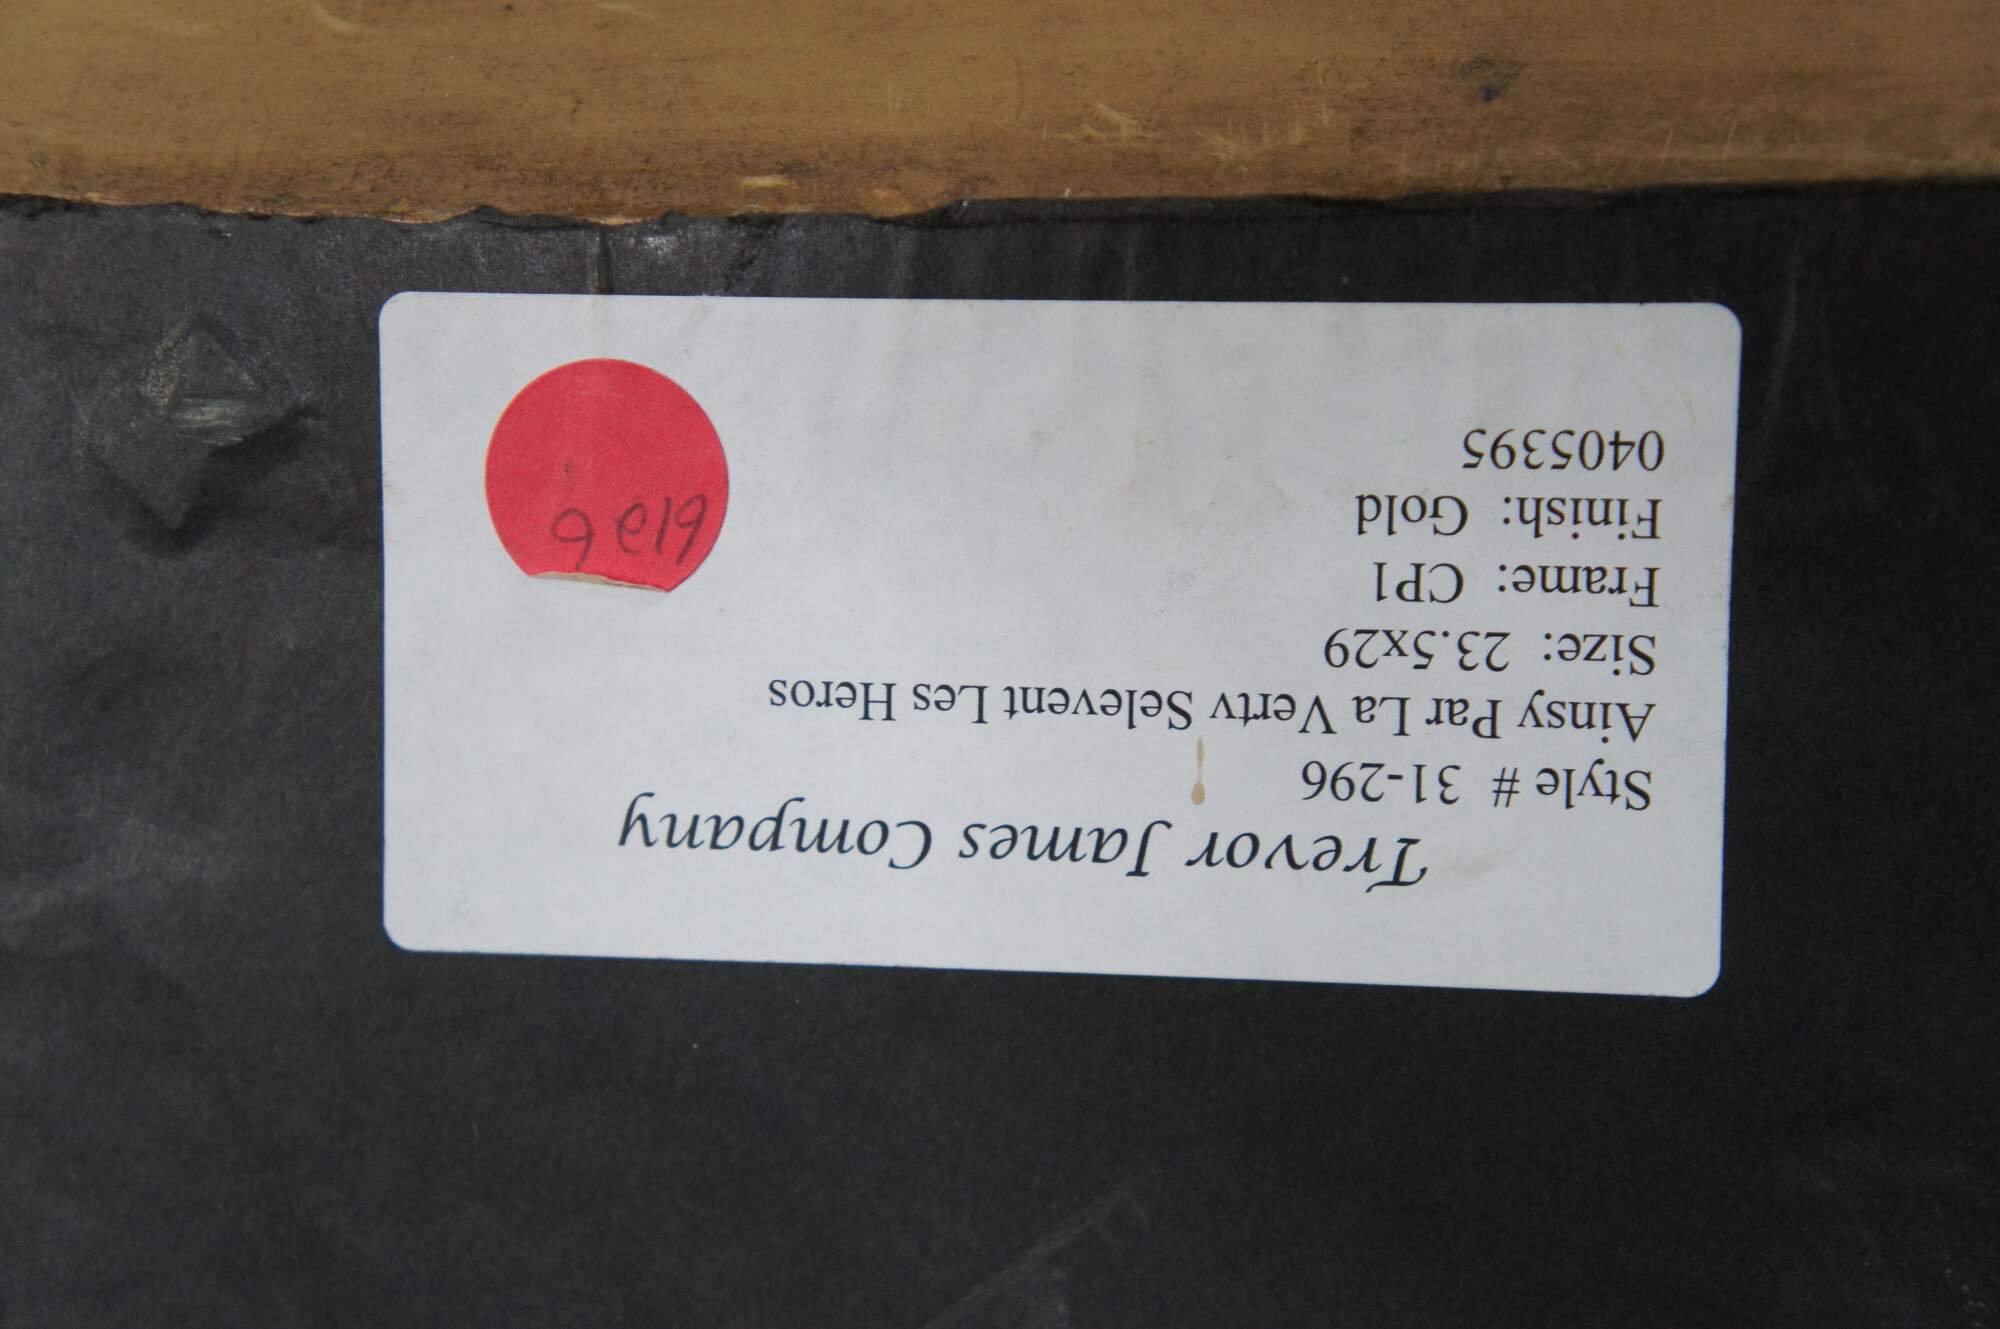 Trevor James Company
Style # 31-296
Ainsy Par La Vertv Selevent Les Heros
Size: 23.5x29
Frame: CP1
Finish: Gold
0405395